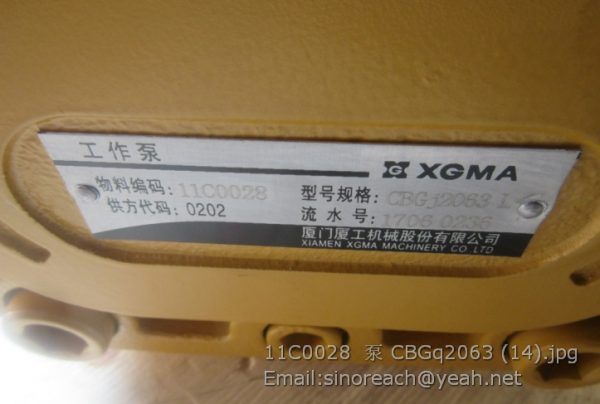 工作泵
XGMA
物料编码: 11C0028 型号规格: CBGj2063 L
供方代码: 0202 流水号: 1706 0236
厦门厦工机械股份有限公司
XIAMEN XGMA MACHINERY CO LTD
11C0028 泵 CBGq2063 (14).jpg
Email:sinoreach@yeah.net